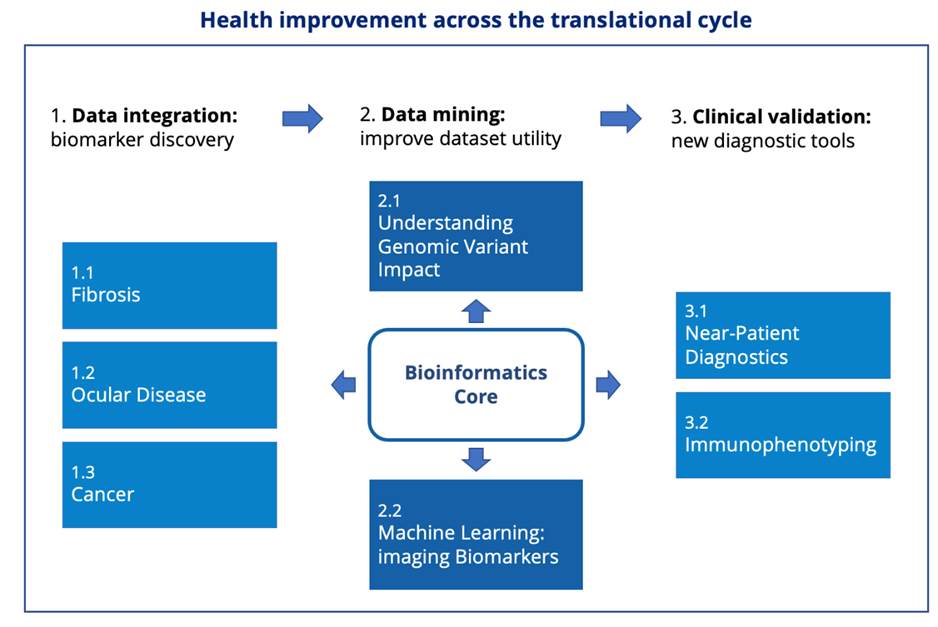 Health improvement across the translational cycle
1. Data integration:
biomarker discovery
2. Data mining:
improve dataset utility
3. Clinical validation:
new diagnostic tools
1.1
Fibrosis
1.2
Ocular Disease
1.3
Cancer
2.1
Understanding
Genomic Variant
Impact
Bioinformatics
Core
2.2
Machine Learning:
imaging Biomarkers
3.1
Near-Patient
Diagnostics
3.2
Immunophenotyping